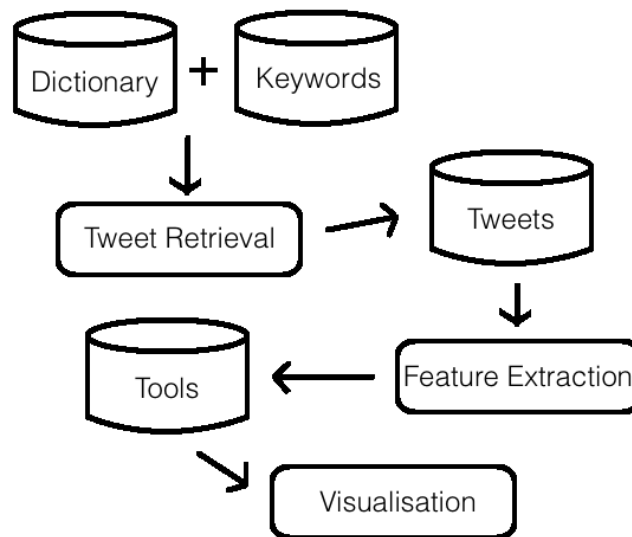 Dictionary + Keywords
Tweet Retrieval
Tweets
Feature Extraction
Tools
Visualisation